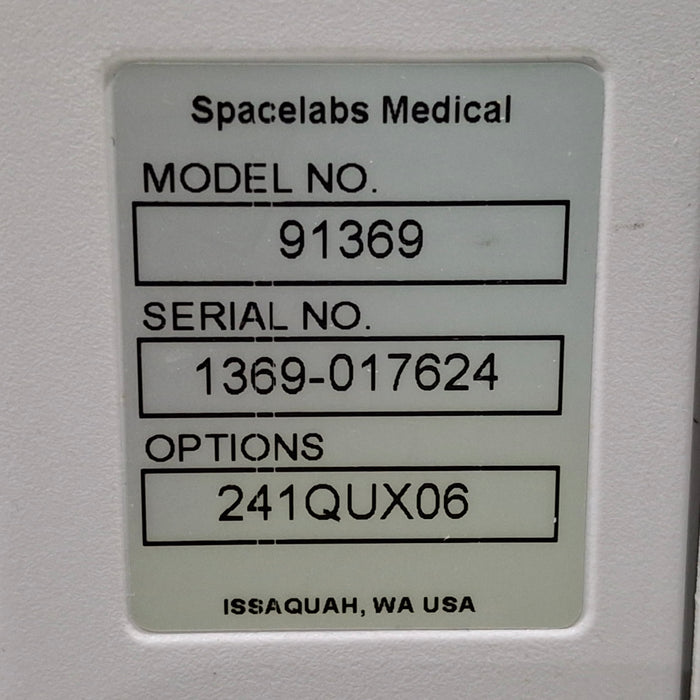 Spacelabs Medical
MODEL NO.
91369
SERIAL NO.
1369-017624
OPTIONS
241QUX06
ISSAQUAH, WA USA